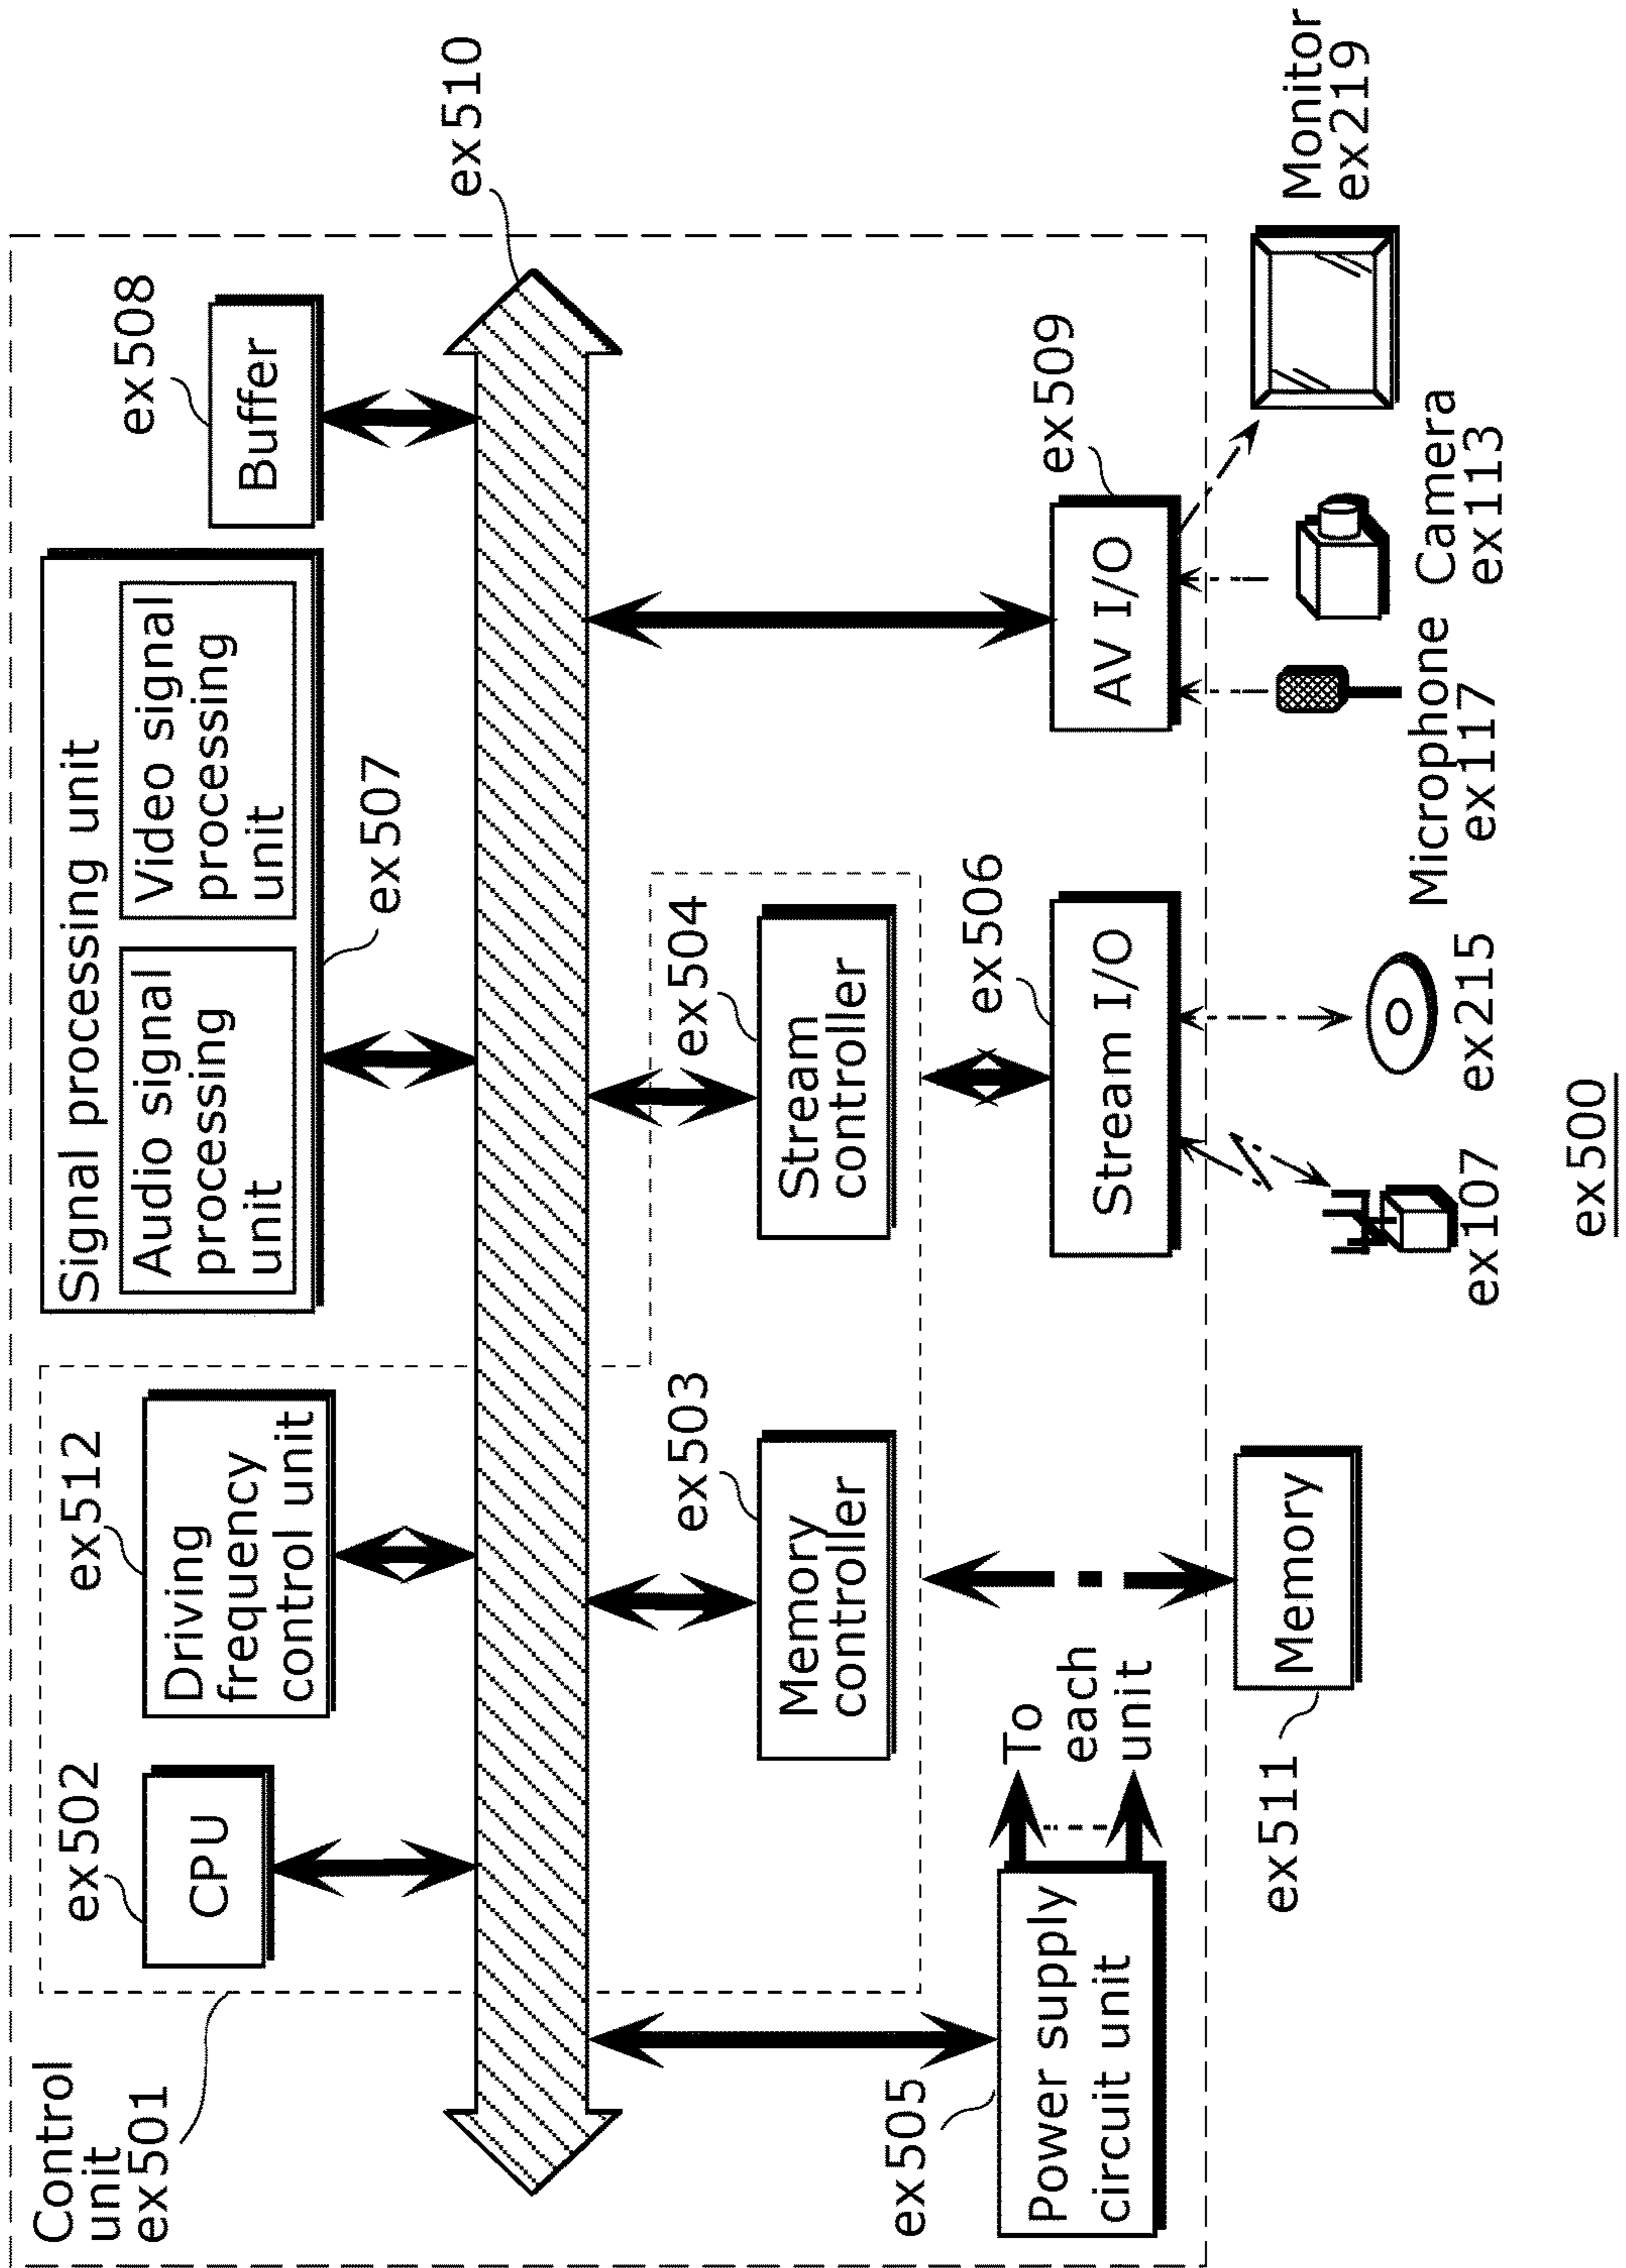 Control
unit
ex501
ex502
CPU
ex512
Driving
frequency
control unit
Signal processing unit
Audio signal
processing
unit
Video signal
processing
unit
ex507
ex508
Buffer
ex510
ex503
Memory
controller
ex504
Stream
controller
ex505
Power supply
circuit unit
To
each
unit
ex506
Stream I/O
ex509
AV I/O
ex511
Memory
ex107
ex215
Microphone
ex117
Camera
ex113
Monitor
ex219
ex500